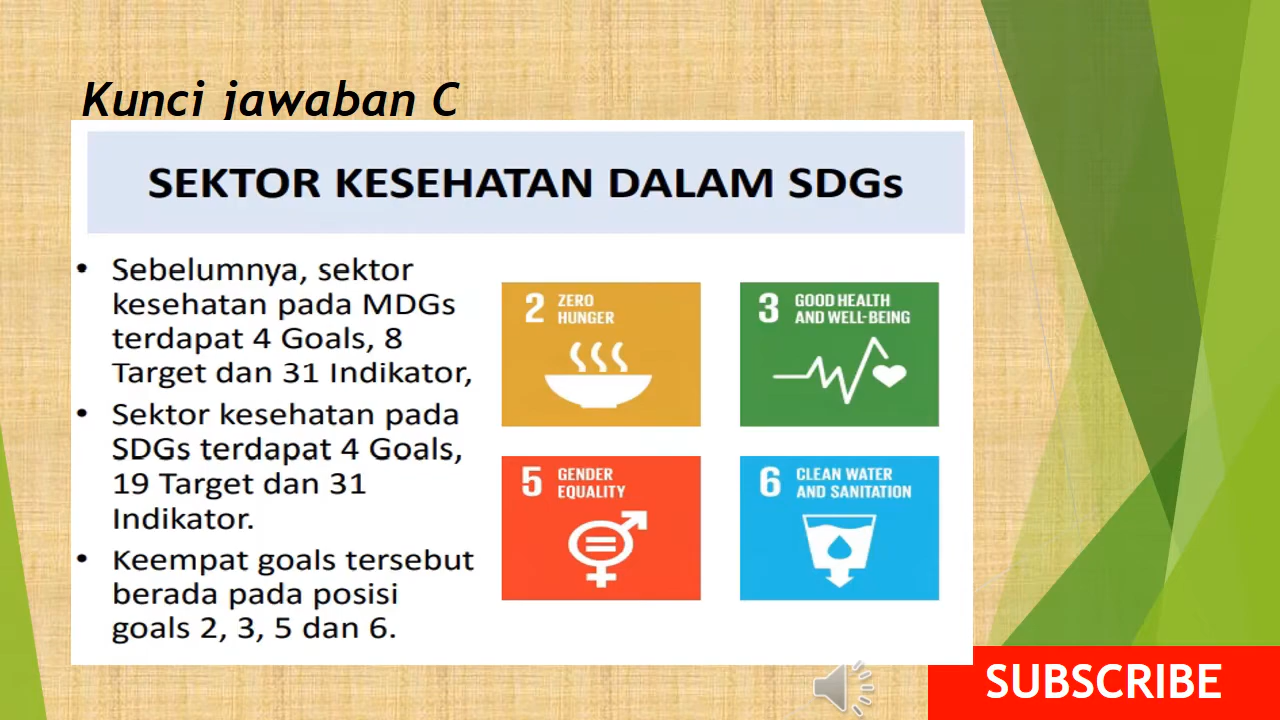 Kunci jawaban C
SEKTOR KESEHATAN DALAM SDGs
• Sebelumnya, sektor
kesehatan pada MDGs
terdapat 4 Goals, 8
Target dan 31 Indikator,
• Sektor kesehatan pada
SDGs terdapat 4 Goals,
19 Target dan 31
Indikator.
• Keempat goals tersebut
berada pada posisi
goals 2, 3, 5 dan 6.
2 ZERO
HUNGER
3 GOOD HEALTH
AND WELL-BEING
5 GENDER
EQUALITY
6 CLEAN WATER
AND SANITATION
SUBSCRIBE